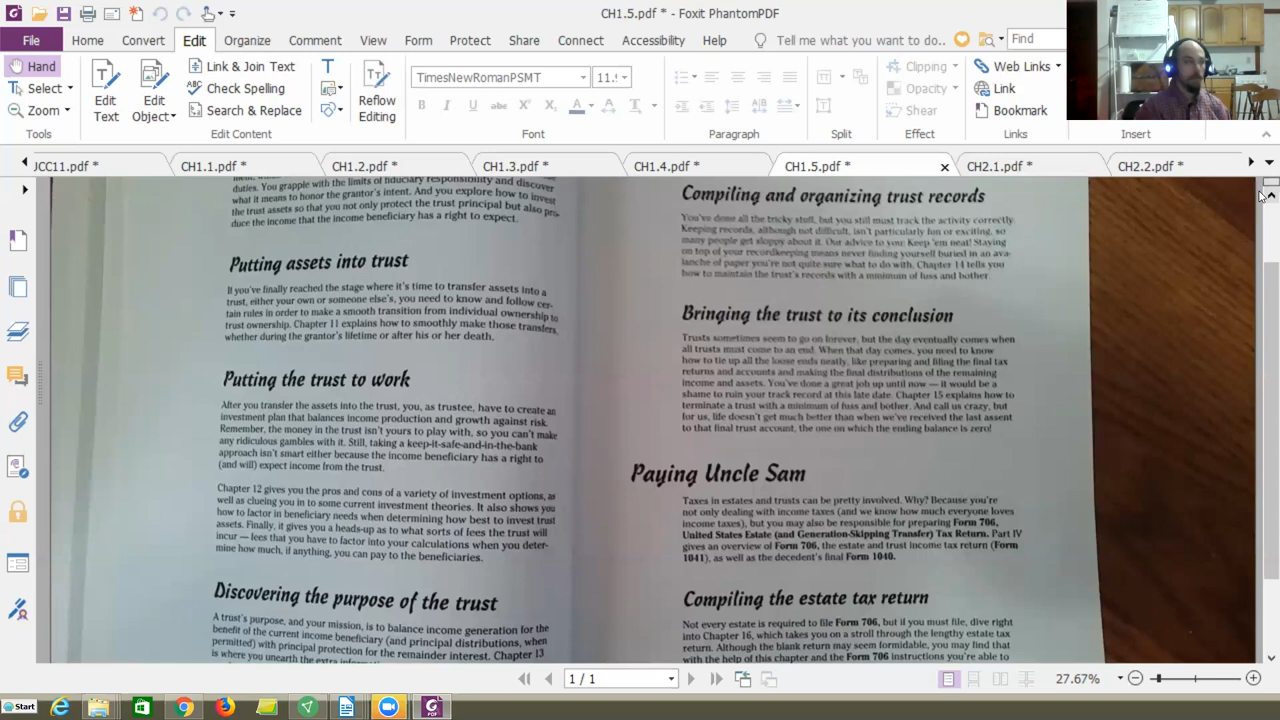 CH1.5.pdf * - Foxit PhantomPDF
File Home Convert Edit Organize Comment View Form Protect Share Connect Accessibility Help Tell me what you want to do.. Find
Hand
Select
Zoom
Tools
Edit Text
Edit Object
Link & Join Text
Check Spelling
Search & Replace
Edit Content
Reflow Editing
TimesNewRomanPSMT
Font
Paragraph
Split
Clipping
Opacity
Shear
Effect
Web Links
Link
Bookmark
Links
Insert
JCC11.pdf * CH1.1.pdf * CH1.2.pdf * CH1.3.pdf * CH1.4.pdf * CH1.5.pdf * CH2.1.pdf * CH2.2.pdf *
duties. You grapple with the limits of fiduciary responsibility and discover
what it means to honor the grantor's intent. And you explore how to invest
the trust assets so that you not only protect the trust principal but also pro-
duce the income that the income beneficiary has a right to expect.
Putting assets into trust
If you've finally reached the stage where it's time to transfer assets into a
trust, either your own or someone else's, you need to know and follow cer-
tain rules in order to make a smooth transition from individual ownership to
trust ownership. Chapter 11 explains how to smoothly make those transfers,
whether during the grantor's lifetime or after his or her death.
Putting the trust to work
After you transfer the assets into the trust, you, as trustee, have to create an
investment plan that balances income production and growth against risk.
Remember, the money in the trust isn't yours to play with, so you can't make
any ridiculous gambles with it. Still, taking a keep-it-safe-and-in-the-bank
approach isn't smart either because the income beneficiary has a right to
(and will) expect income from the trust.
Chapter 12 gives you the pros and cons of a variety of investment options, as
well as clueing you in to some current investment theories. It also shows you
how to factor in beneficiary needs when determining how best to invest trust
assets. Finally, it gives you a heads-up as to what sorts of fees the trust will
incur — fees that you have to factor into your calculations when you deter-
mine how much, if anything, you can pay to the beneficiaries.
Discovering the purpose of the trust
A trust's purpose, and your mission, is to balance income generation for the
benefit of the current income beneficiary (and principal distributions, when
permitted) with principal protection for the remainder interest. Chapter 13
is where you unearth the extra
Compiling and organizing trust records
You've done all the tricky stuff, but you still must track the activity correctly.
Keeping records, although not difficult, isn't particularly fun or exciting, so
many people get sloppy about it. Our advice to you: Keep 'em neat! Staying
on top of your recordkeeping means never finding yourself buried in an ava-
lanche of paper you're not quite sure what to do with. Chapter 14 tells you
how to maintain the trust's records with a minimum of fuss and bother.
Bringing the trust to its conclusion
Trusts sometimes seem to go on forever, but the day eventually comes when
all trusts must come to an end. When that day comes, you need to know
how to tie up all the loose ends neatly, like preparing and filing the final tax
returns and accounts and making the final distributions of the remaining
income and assets. You've done a great job up until now — it would be a
shame to ruin your track record at this late date. Chapter 15 explains how to
terminate a trust with a minimum of fuss and bother. And call us crazy, but
for us, life doesn't get much better than when we've received the last assent
to that final trust account, the one on which the ending balance is zero!
Paying Uncle Sam
Taxes in estates and trusts can be pretty involved. Why? Because you're
not only dealing with income taxes (and we know how much everyone loves
income taxes), but you may also be responsible for preparing Form 706,
United States Estate (and Generation-Skipping Transfer) Tax Return. Part IV
gives an overview of Form 706, the estate and trust income tax return (Form
1041), as well as the decedent's final Form 1040.
Compiling the estate tax return
Not every estate is required to file Form 706, but if you must file, dive right
into Chapter 16, which takes you on a stroll through the lengthy estate tax
return. Although the blank return may seem formidable, you may find that
with the help of this chapter and the Form 706 instructions you're able to
1 / 1
27.67%
Start